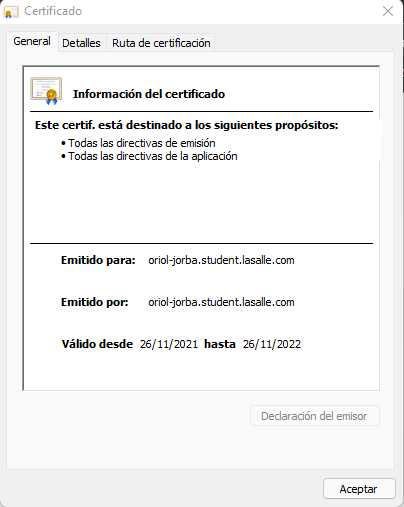 Certificado
General Detalles Ruta de certificación
Información del certificado
Este certif. está destinado a los siguientes propósitos:
• Todas las directivas de emisión
• Todas las directivas de la aplicación
Emitido para: oriol-jorba.student.lasalle.com
Emitido por: oriol-jorba.student.lasalle.com
Válido desde 26/11/2021 hasta 26/11/2022
Declaración del emisor
Aceptar